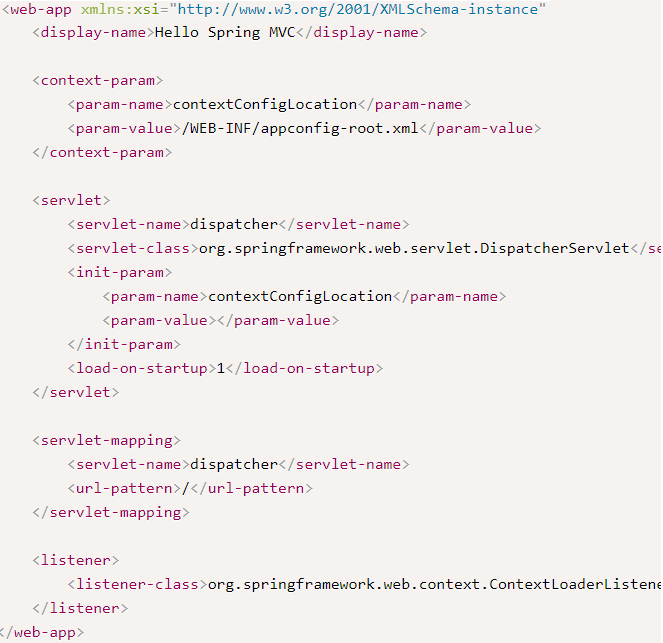 <web-app xmlns:xsi="http://www.w3.org/2001/XMLSchema-instance"
<display-name>Hello Spring MVC</display-name>
<context-param>
<param-name>contextConfigLocation</param-name>
<param-value>/WEB-INF/appconfig-root.xml</param-value>
</context-param>
<servlet>
<servlet-name>dispatcher</servlet-name>
<servlet-class>org.springframework.web.servlet.DispatcherServlet</se
<init-param>
<param-name>contextConfigLocation</param-name>
<param-value></param-value>
</init-param>
<load-on-startup>1</load-on-startup>
</servlet>
<servlet-mapping>
<servlet-name>dispatcher</servlet-name>
<url-pattern>/</url-pattern>
</servlet-mapping>
<listener>
<listener-class>org.springframework.web.context.ContextLoaderListene
</listener>
</web-app>